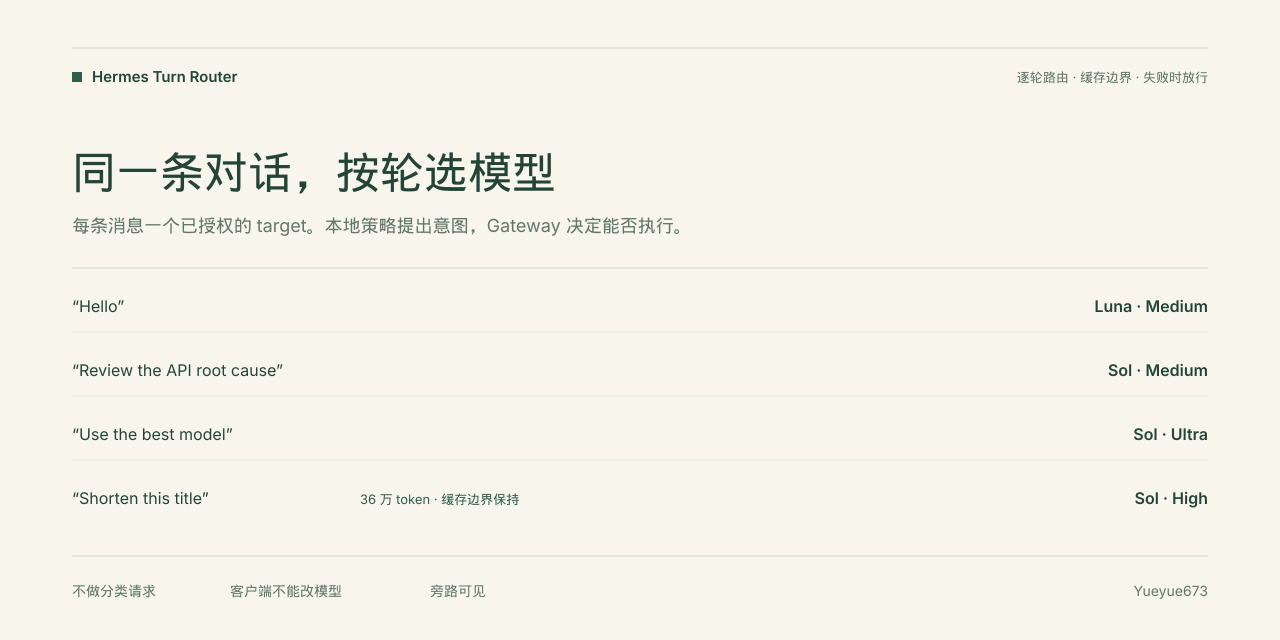 Hermes Turn Router
逐轮路由 · 缓存边界 · 失败时放行
同一条对话，按轮选模型
每条消息一个已授权的 target。本地策略提出意图，Gateway 决定能否执行。
“Hello” Luna · Medium
“Review the API root cause” Sol · Medium
“Use the best model” Sol · Ultra
“Shorten this title” 36 万 token · 缓存边界保持 Sol · High
不做分类请求 客户端不能改模型 旁路可见 Yueyue673